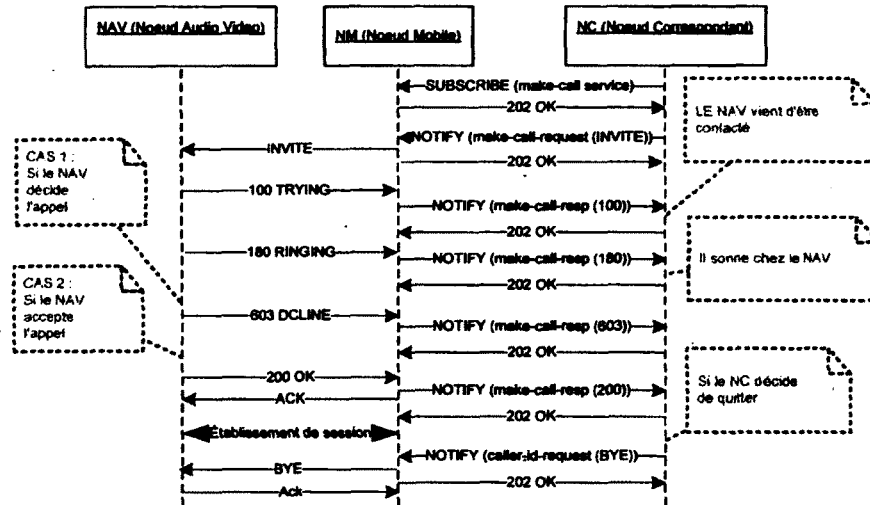 NAV (Noeud Audio Video)
NM (Noeud Mobile)
NC (Noeud Correspondant)
SUBSCRIBE (make-call service)
202 OK
LE NAV vient d'être
contacté
NOTIFY (make-call-request (INVITE))
INVITE
202 OK
CAS 1 :
Si le NAV
décide
l'appel
100 TRYING
NOTIFY (make-call-resp (100))
202 OK
180 RINGING
NOTIFY (make-call-resp (180))
Il sonne chez le NAV
202 OK
CAS 2 :
Si le NAV
accepte
l'appel
603 DCLINE
NOTIFY (make-call-resp (603))
202 OK
200 OK
NOTIFY (make-call-resp (200))
Si le NC décide
de quitter
ACK
202 OK
Établissement de session
NOTIFY (caller-id-request (BYE))
BYE
202 OK
Ack